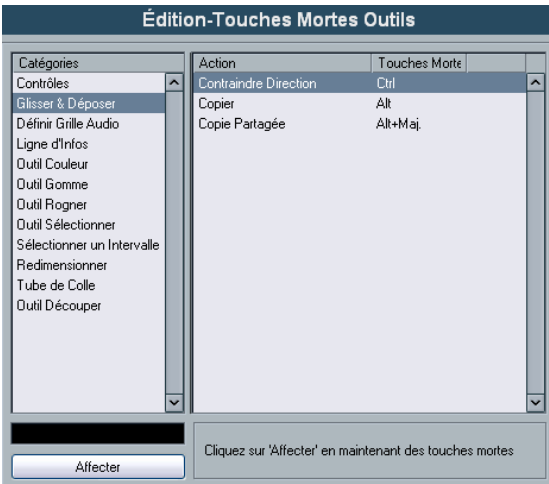 Édition-Touches Mortes Outils
Catégories
Contrôles
Glisser & Déposer
Définir Grille Audio
Ligne d'Infos
Outil Couleur
Outil Gomme
Outil Rogner
Outil Sélectionner
Sélectionner un Intervalle
Redimensionner
Tube de Colle
Outil Découper
Action Touches Morte
Contraindre Direction Ctrl
Copier Alt
Copie Partagée Alt+Maj.
Affecter
Cliquez sur 'Affecter' en maintenant des touches mortes